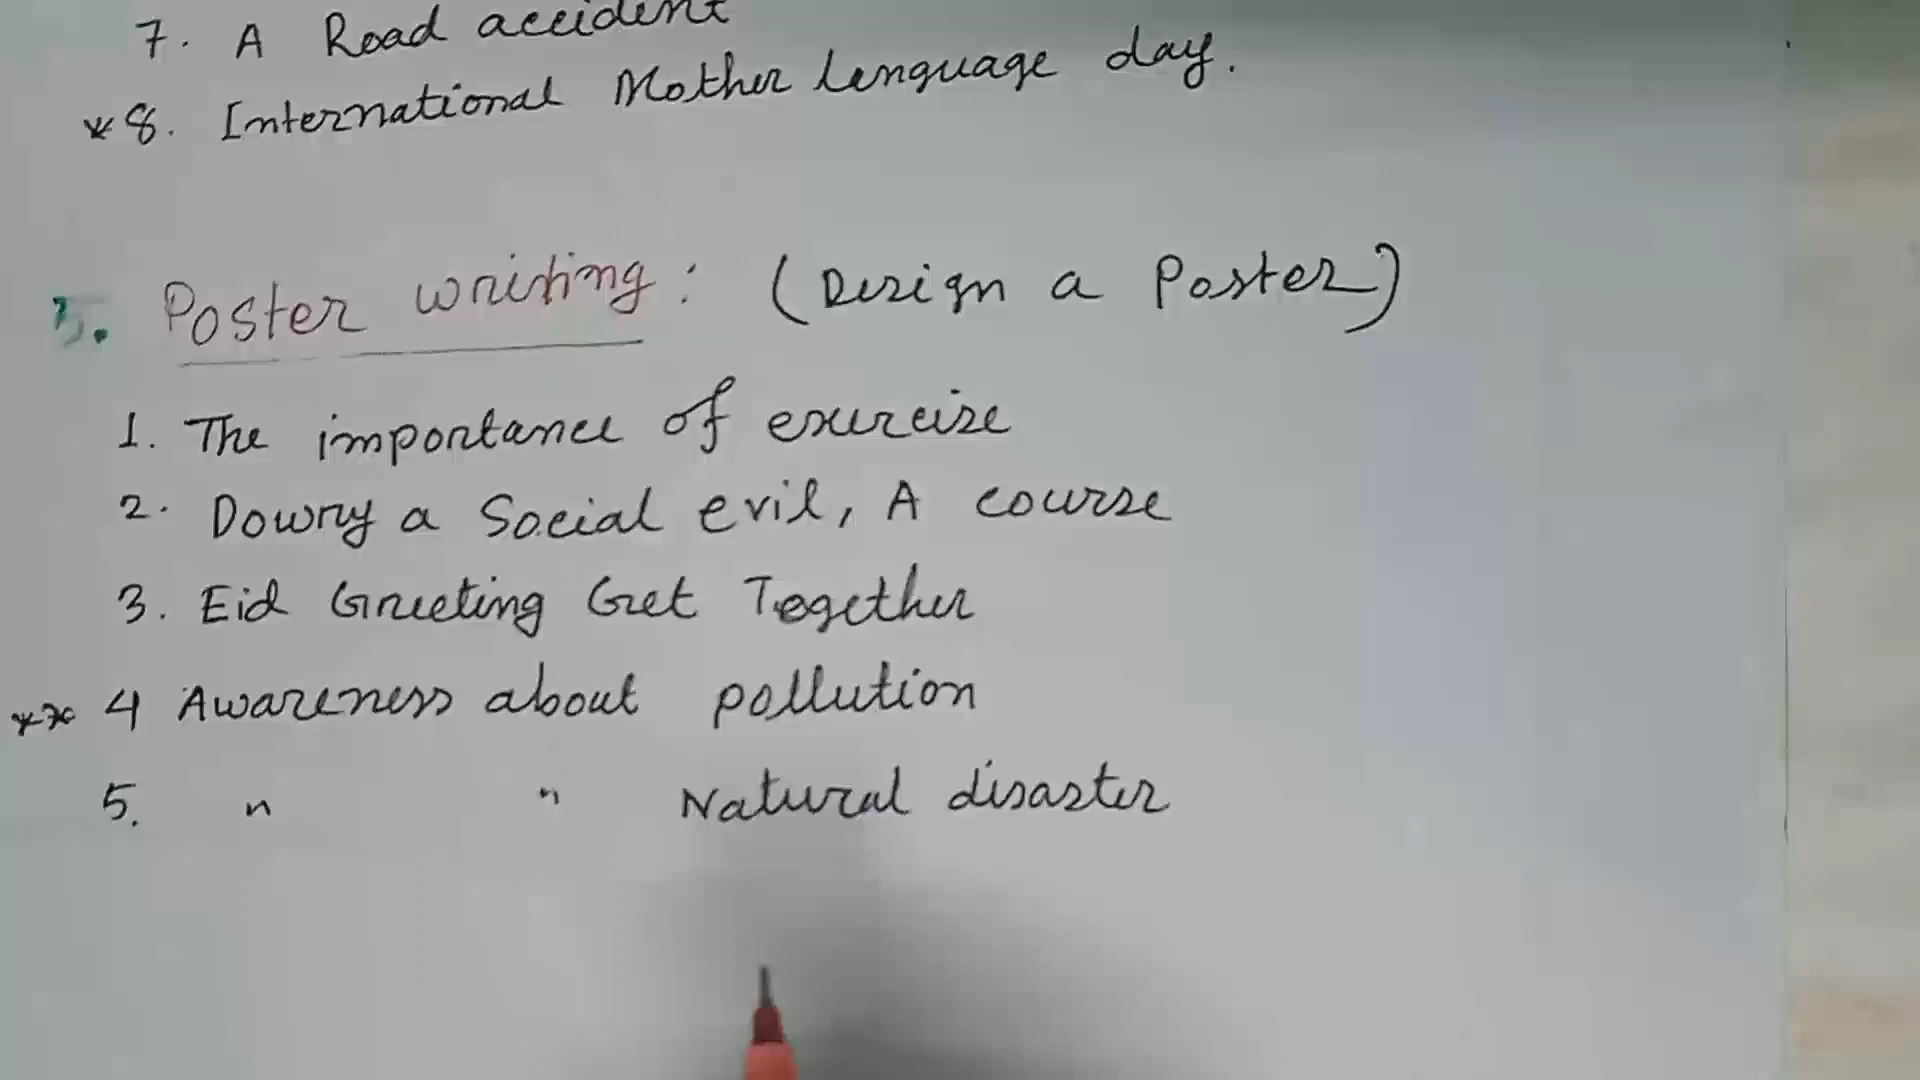 7. A Road accident
*8. International Mother lenguage day.
5. Poster writing: (Design a Poster)
1. The importance of exercise
2. Dowry a Social evil, A course
3. Eid Greeting Get Together
** 4 Awareness about pollution
5. " " Natural disaster